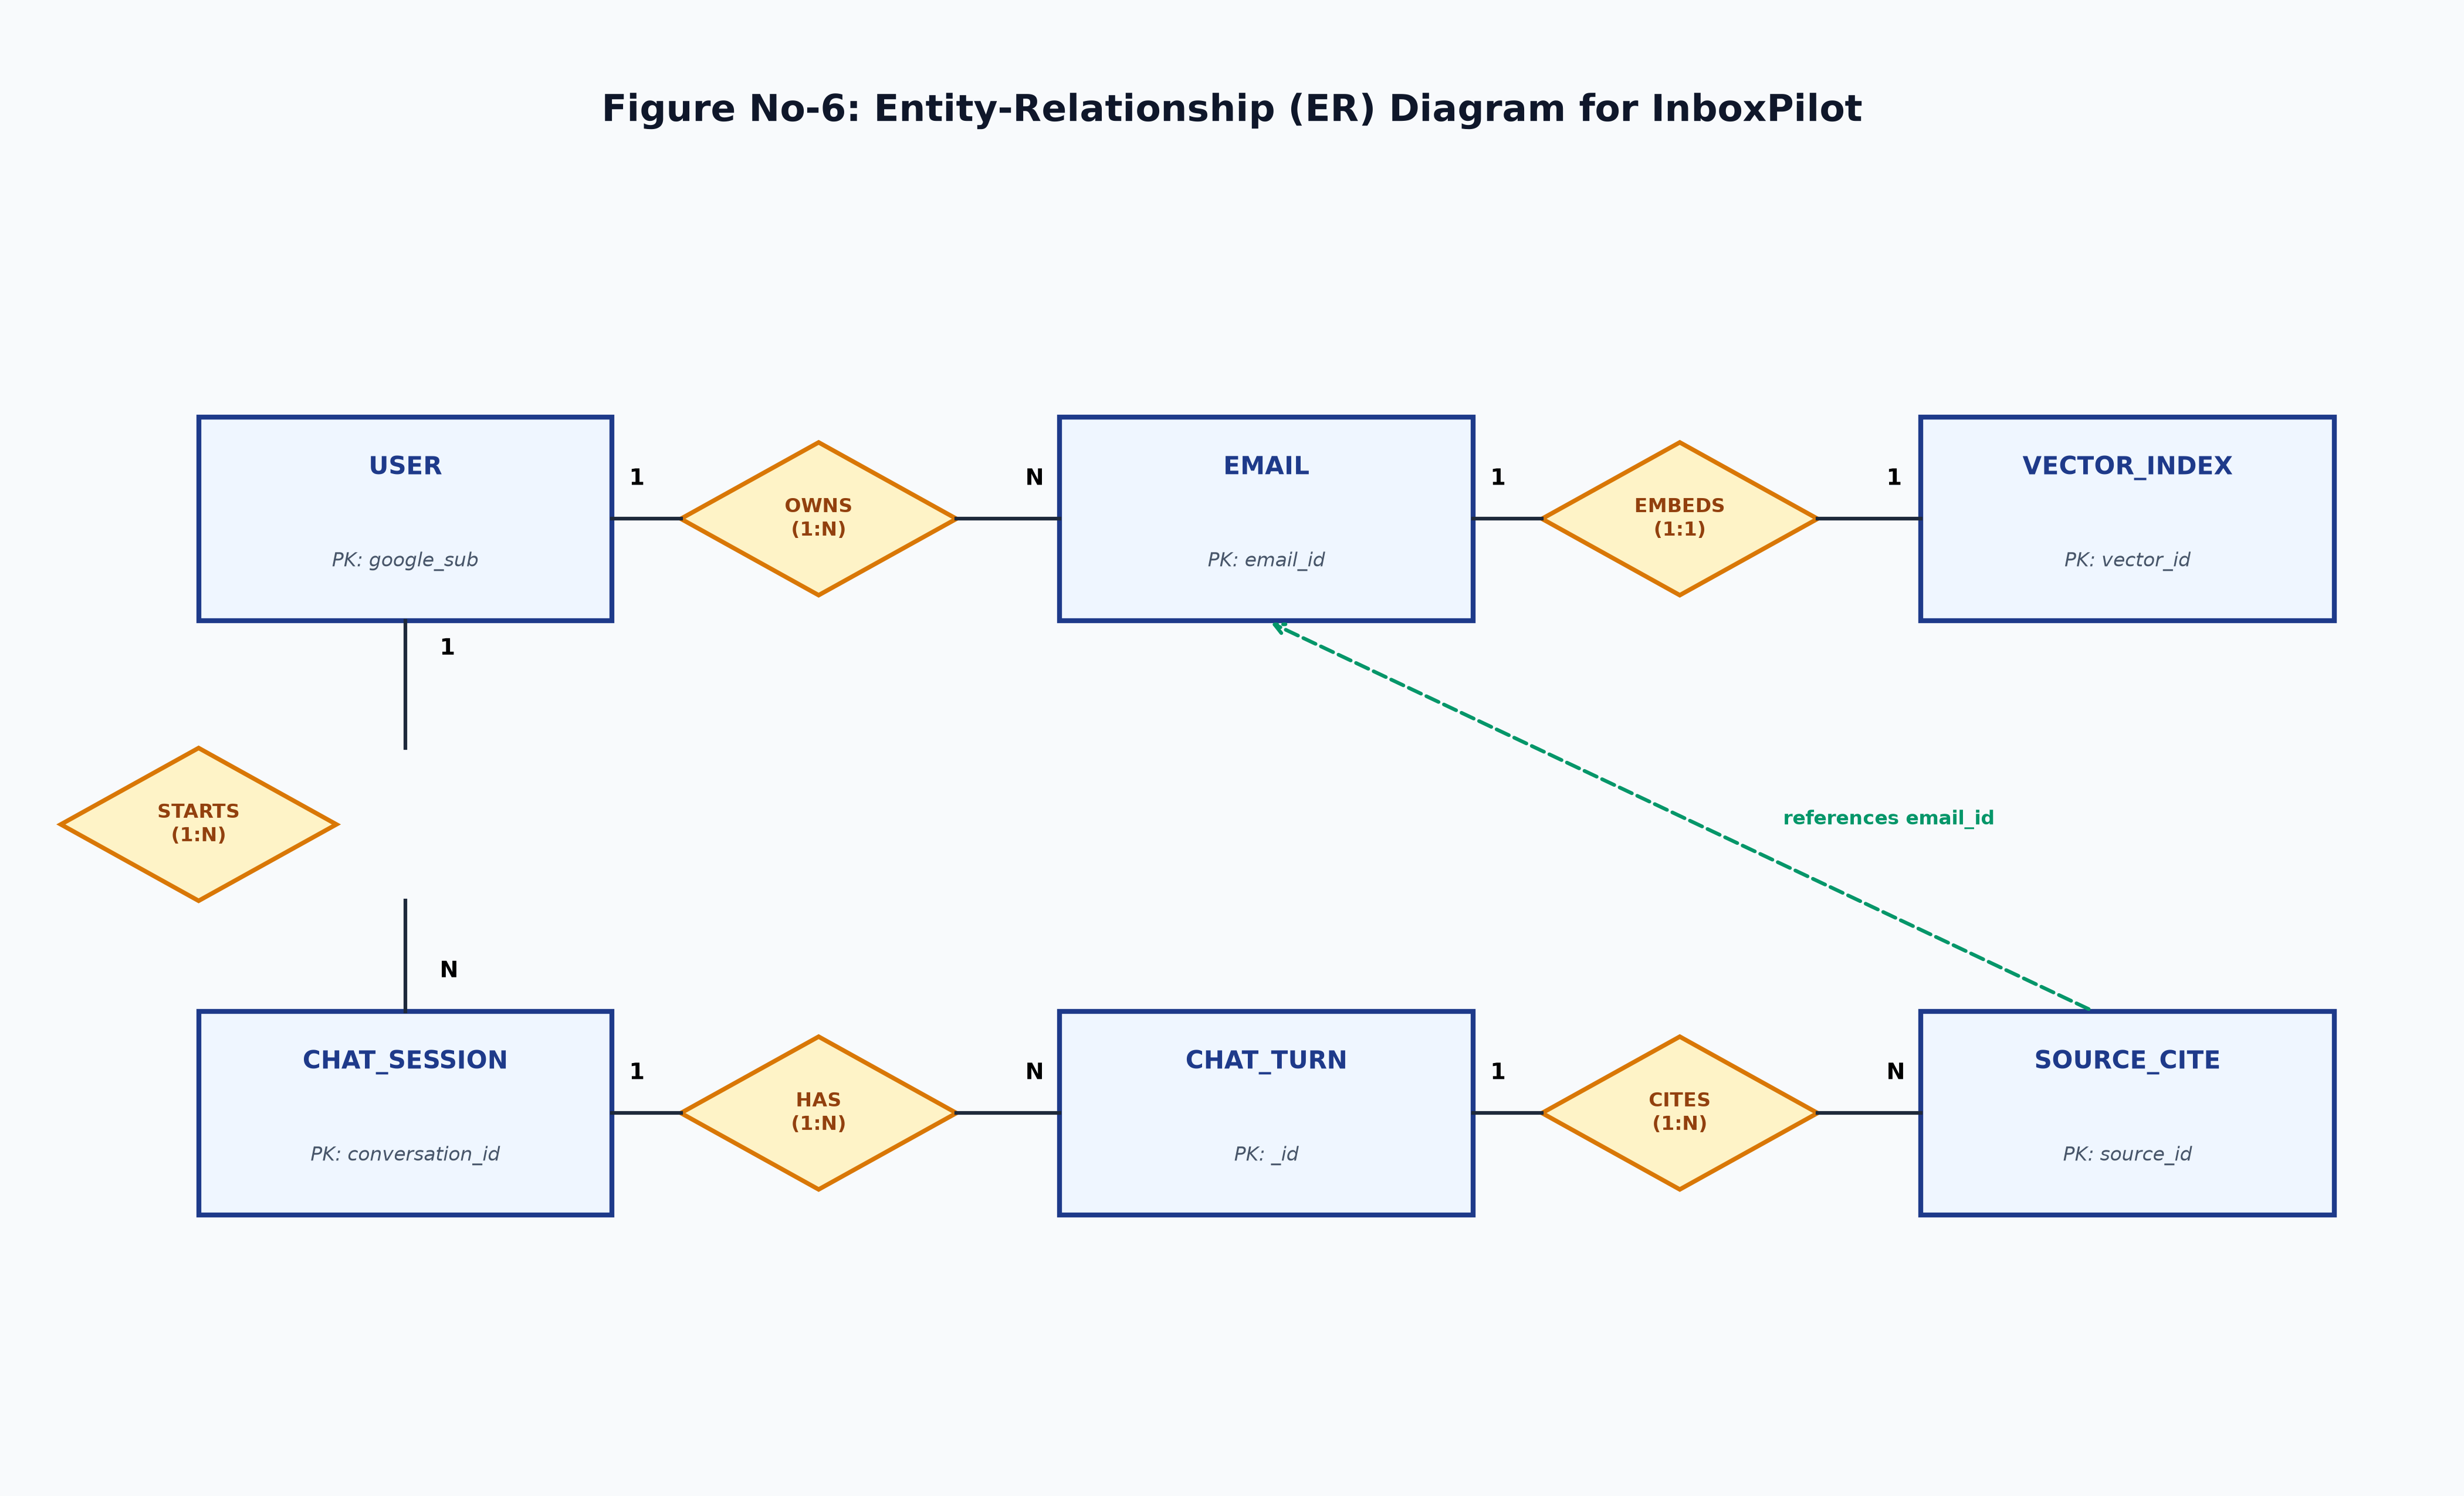 Figure No-6: Entity-Relationship (ER) Diagram for InboxPilot
USER
PK: google_sub
1
OWNS
(1:N)
N
EMAIL
PK: email_id
1
EMBEDS
(1:1)
1
VECTOR_INDEX
PK: vector_id
1
STARTS
(1:N)
references email_id
N
CHAT_SESSION
PK: conversation_id
1
HAS
(1:N)
N
CHAT_TURN
PK: _id
1
CITES
(1:N)
N
SOURCE_CITE
PK: source_id